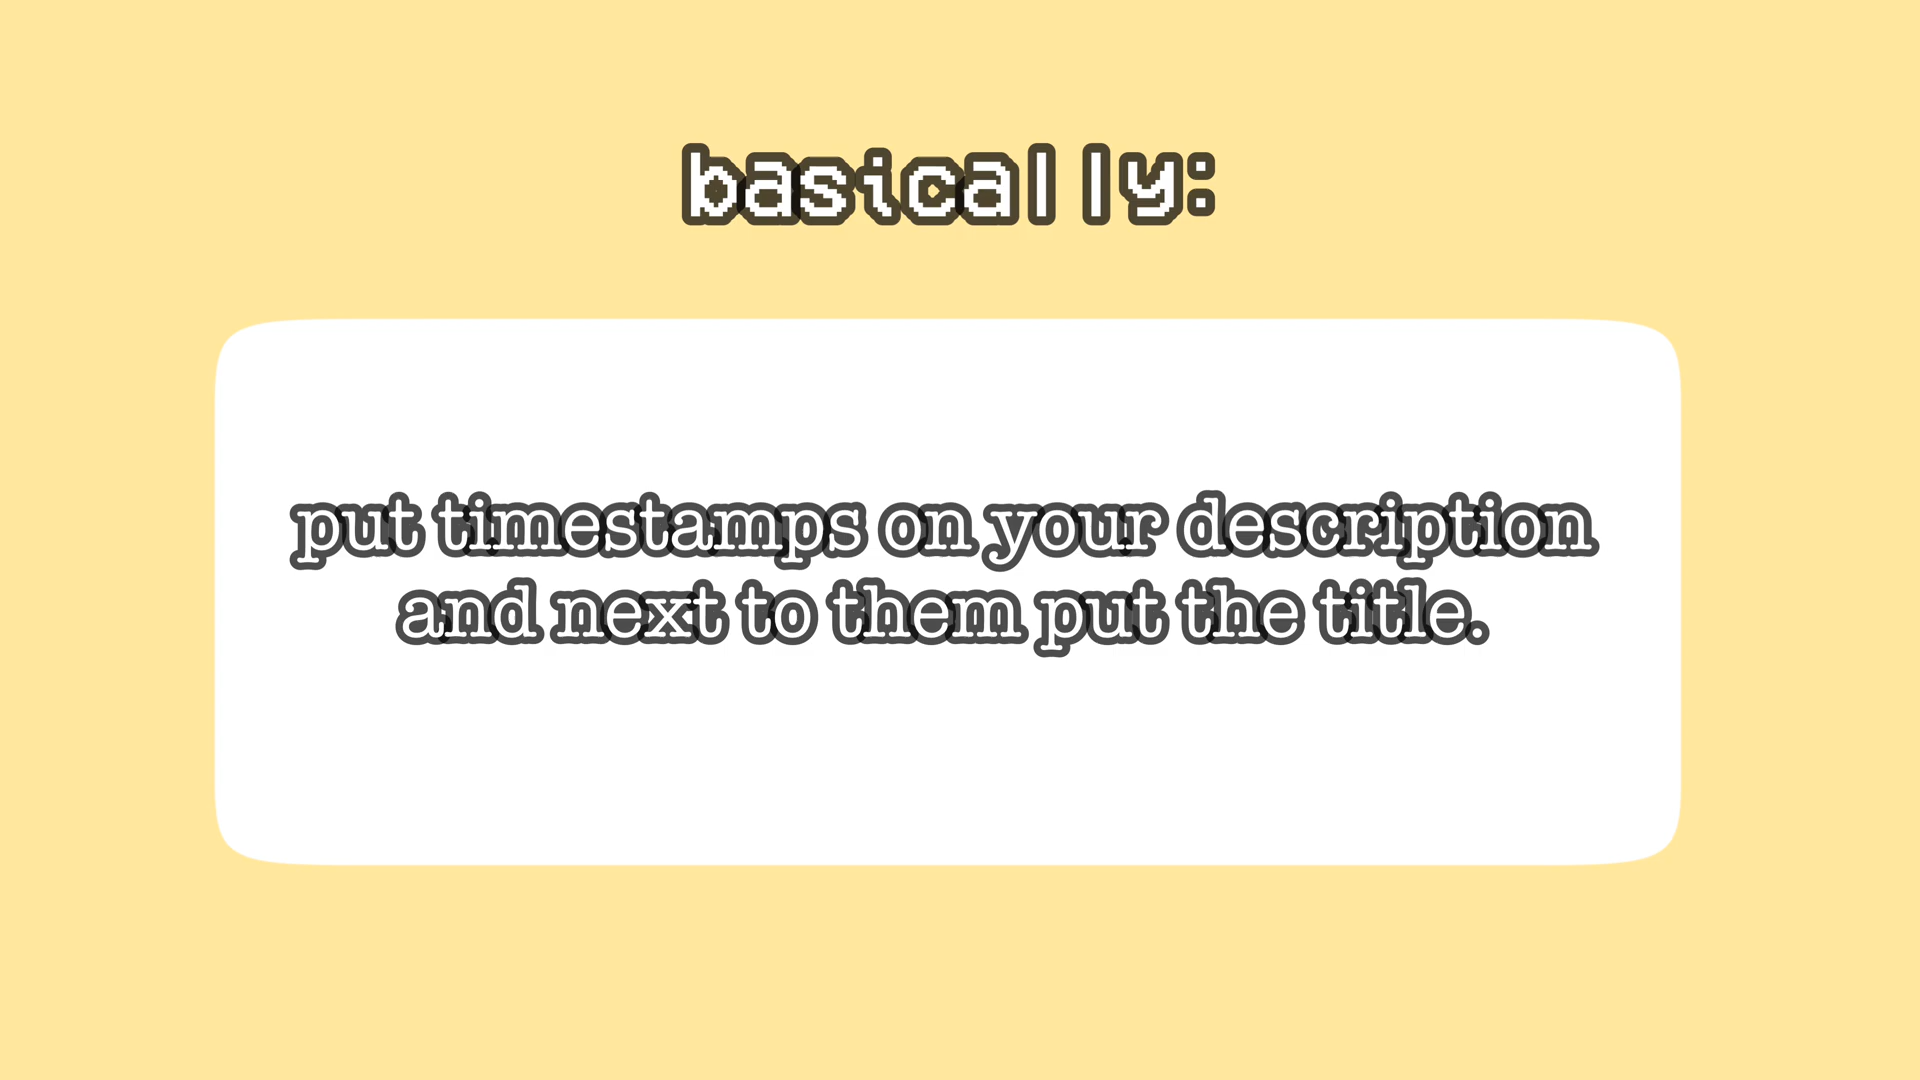 basically:
put timestamps on your description
and next to them put the title.